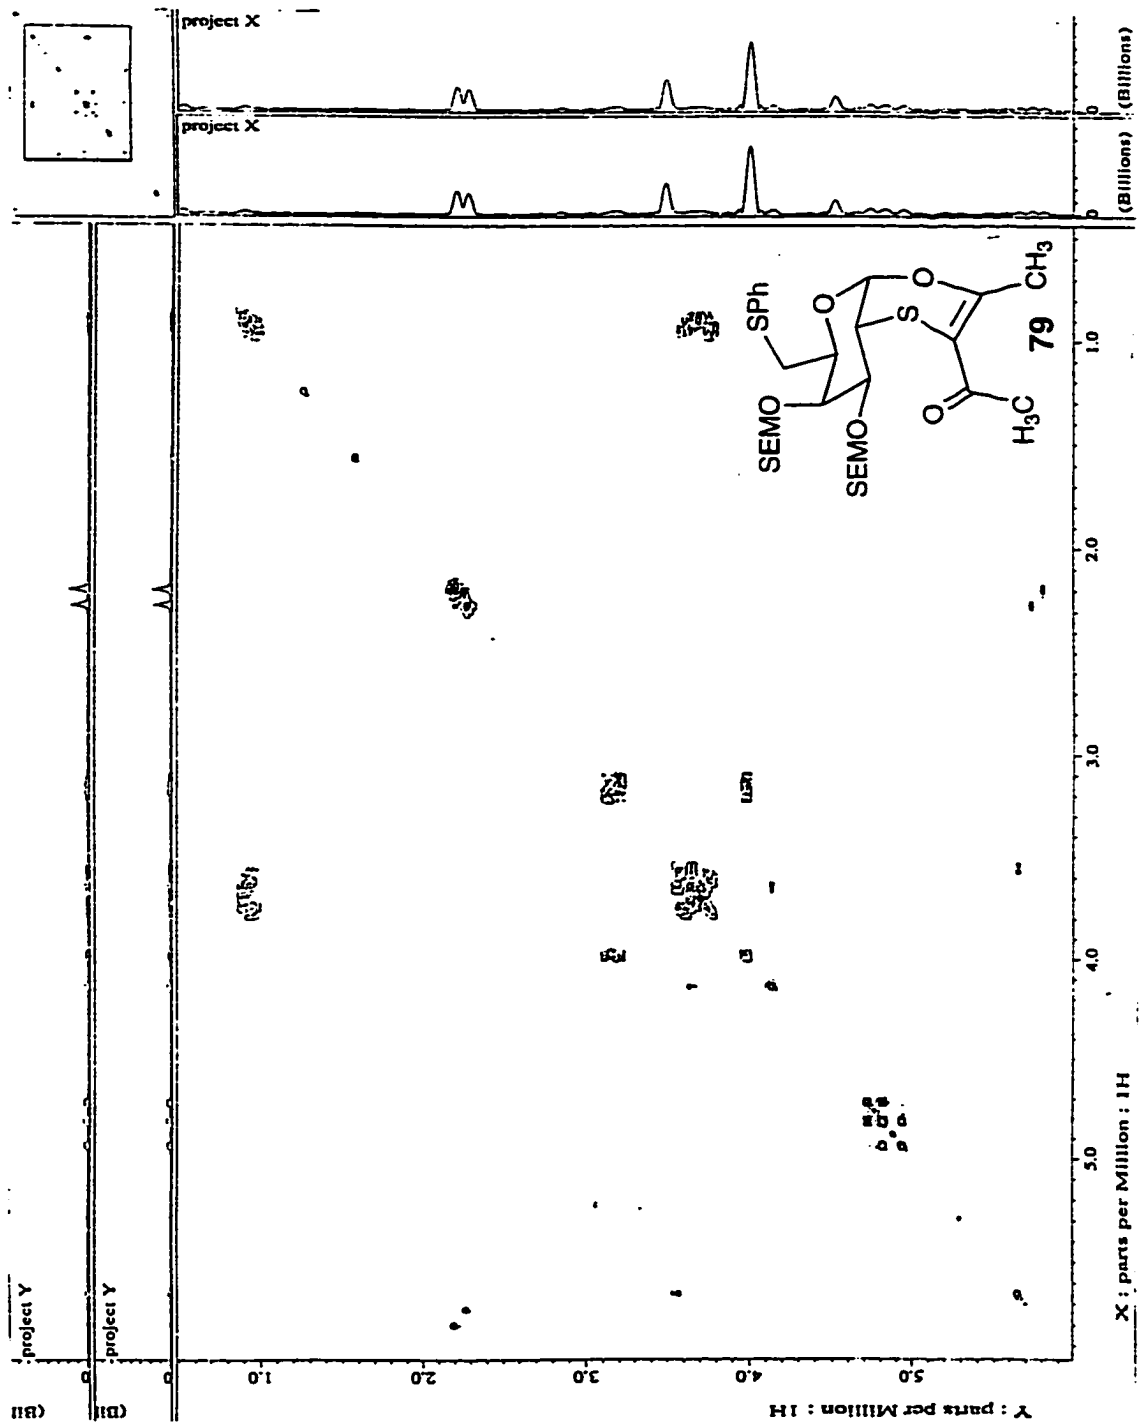 project X
(Billions)
0
project X
(Billions)
0
project Y
(Bil
0
project Y
0
1.0
2.0
3.0
4.0
5.0
X : parts per Million : 1H
1.0
2.0
3.0
4.0
5.0
Y : parts per Million : 1H
SPh
SEMO
O
O
SEMO
S
O
CH3
H3C
79